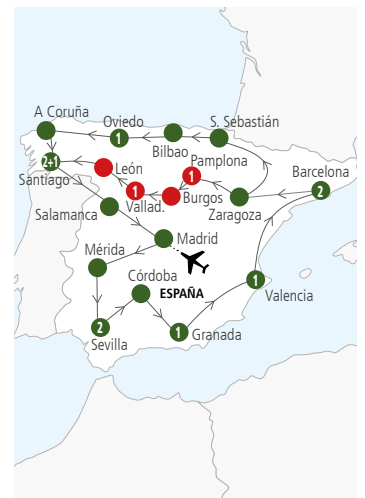 A Coruña
Oviedo
1
S. Sebastián
Bilbao
Pamplona
1
2+1
León
Santiago
1
Vallad.
Burgos
Zaragoza
Barcelona
2
Salamanca
Madrid
Mérida
Córdoba
ESPAÑA
1
Valencia
2
Sevilla
1
Granada